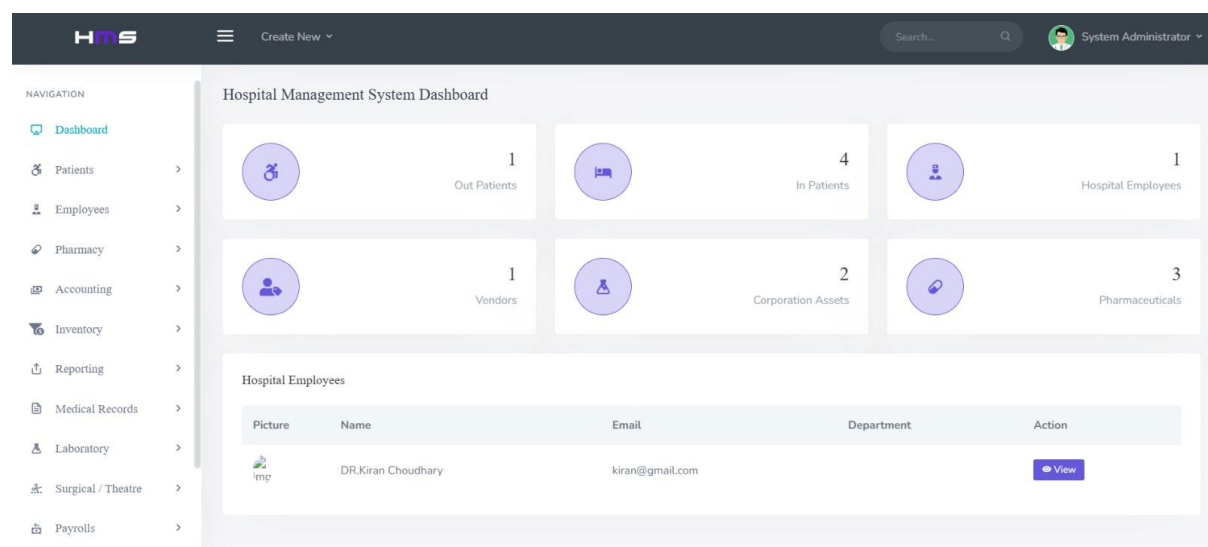 HMS
Create New
Search...
System Administrator
NAVIGATION
Dashboard
Patients
Employees
Pharmacy
Accounting
Inventory
Reporting
Medical Records
Laboratory
Surgical / Theatre
Payrolls
Hospital Management System Dashboard
1
Out Patients
4
In Patients
1
Hospital Employees
1
Vendors
2
Corporation Assets
3
Pharmaceuticals
Hospital Employees
Picture Name Email Department Action
img DR.Kiran Choudhary kiran@gmail.com View